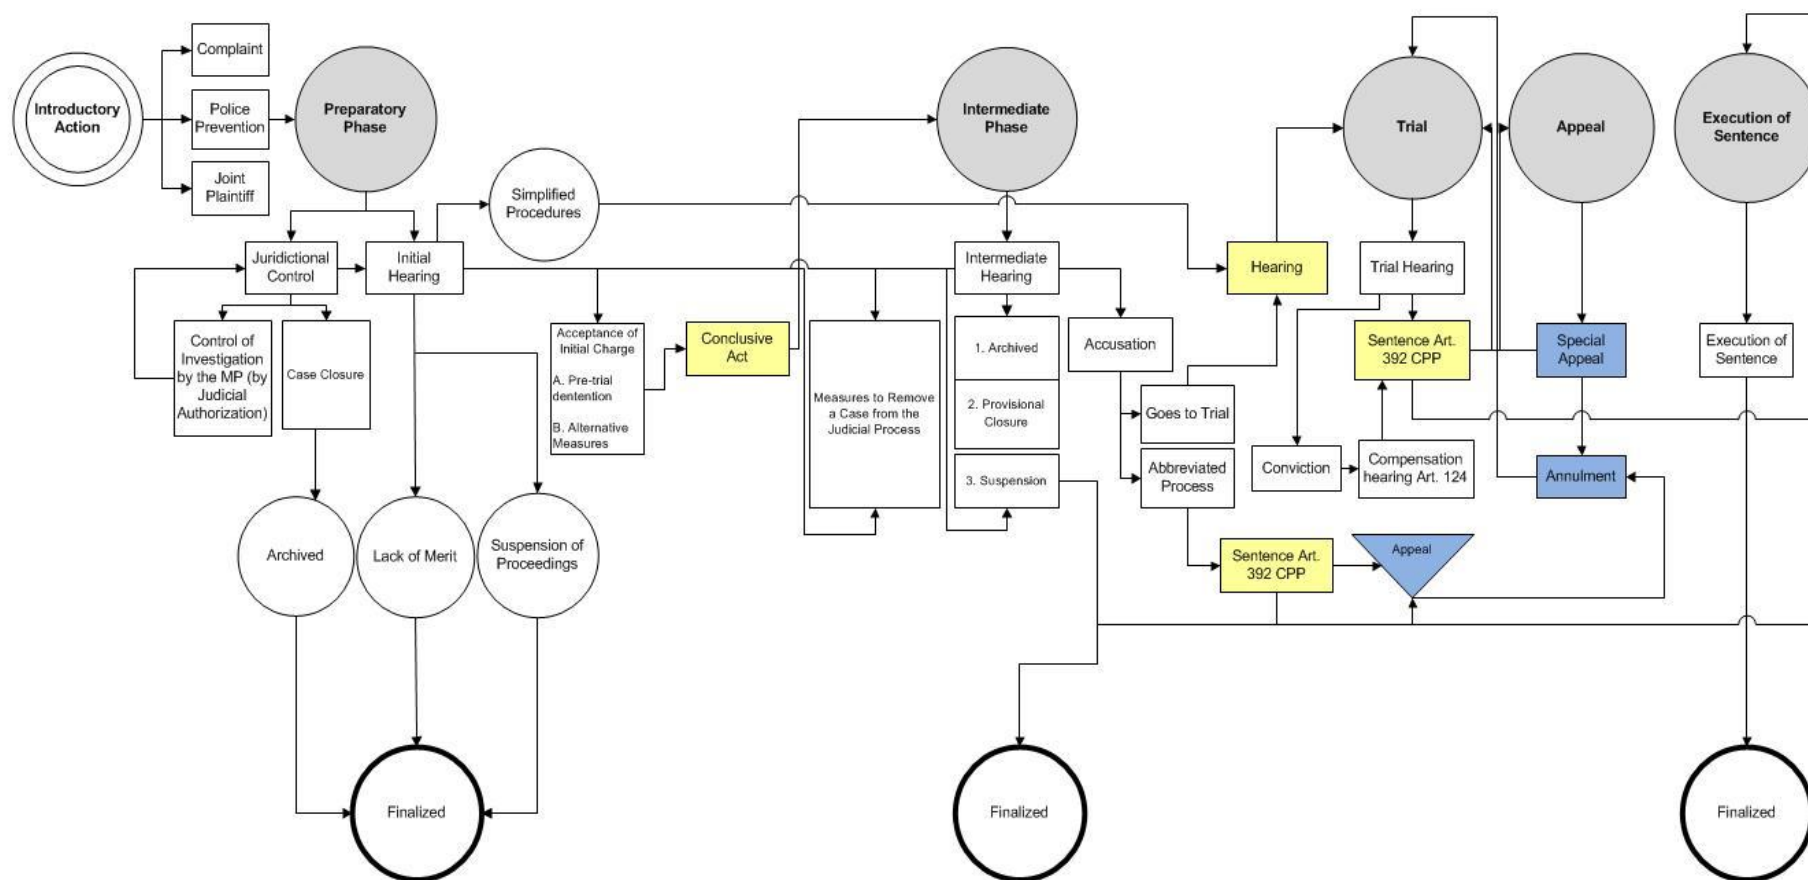 Introductory
Action
Complaint
Police
Prevention
Joint
Plaintiff
Preparatory
Phase
Simplified
Procedures
Juridictional
Control
Initial
Hearing
Control of
Investigation
by the MP (by
Judicial
Authorization)
Case Closure
Acceptance of
Initial Charge
A. Pre-trial
dentention
B. Alternative
Measures
Conclusive
Act
Archived
Lack of Merit
Suspension of
Proceedings
Finalized
Intermediate
Phase
Intermediate
Hearing
Measures to Remove
a Case from the
Judicial Process
1. Archived
2. Provisional
Closure
3. Suspension
Accusation
Goes to Trial
Abbreviated
Process
Sentence Art.
392 CPP
Finalized
Hearing
Trial
Trial Hearing
Sentence Art.
392 CPP
Conviction
Compensation
hearing Art. 124
Appeal
Appeal
Special
Appeal
Annulment
Execution of
Sentence
Execution of
Sentence
Finalized